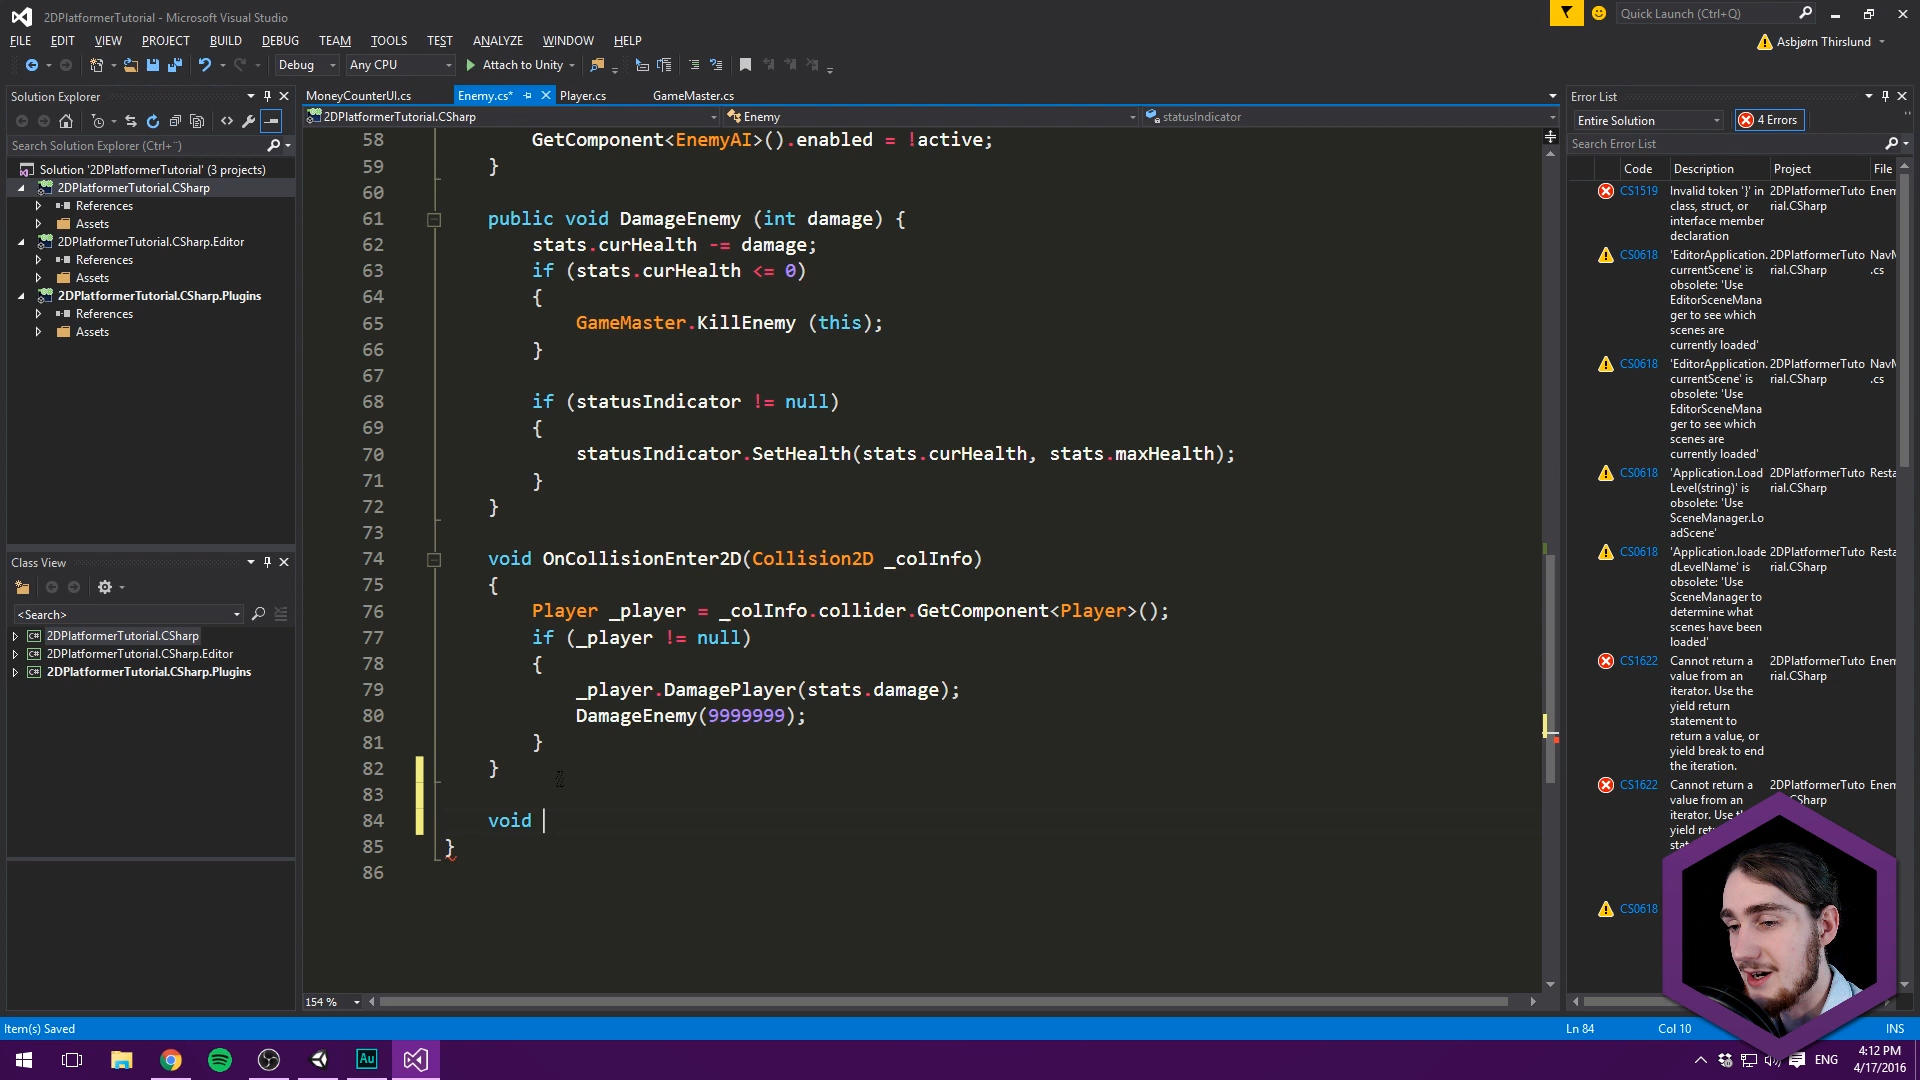 2DPlatformerTutorial - Microsoft Visual Studio
Quick Launch (Ctrl+Q)
FILE EDIT VIEW PROJECT BUILD DEBUG TEAM TOOLS TEST ANALYZE WINDOW HELP
Asbjørn Thirslund
Debug Any CPU Attach to Unity
Solution Explorer
Search Solution Explorer (Ctrl+¨)
Solution '2DPlatformerTutorial' (3 projects)
2DPlatformerTutorial.CSharp
References
Assets
2DPlatformerTutorial.CSharp.Editor
References
Assets
2DPlatformerTutorial.CSharp.Plugins
References
Assets
Class View
<Search>
2DPlatformerTutorial.CSharp
2DPlatformerTutorial.CSharp.Editor
2DPlatformerTutorial.CSharp.Plugins
MoneyCounterUI.cs Enemy.cs* Player.cs GameMaster.cs
2DPlatformerTutorial.CSharp Enemy statusIndicator
58 GetComponent<EnemyAI>().enabled = !active;
59 }
60
61 public void DamageEnemy (int damage) {
62 stats.curHealth -= damage;
63 if (stats.curHealth <= 0)
64 {
65 GameMaster.KillEnemy (this);
66 }
67
68 if (statusIndicator != null)
69 {
70 statusIndicator.SetHealth(stats.curHealth, stats.maxHealth);
71 }
72 }
73
74 void OnCollisionEnter2D(Collision2D _colInfo)
75 {
76 Player _player = _colInfo.collider.GetComponent<Player>();
77 if (_player != null)
78 {
79 _player.DamagePlayer(stats.damage);
80 DamageEnemy(9999999);
81 }
82 }
83
84 void
85 }
86
154 %
Error List
Entire Solution 4 Errors
Search Error List
Code Description Project File
CS1519 Invalid token '}' in 2DPlatformerTuto Enem
class, struct, or rial.CSharp
interface member
declaration
CS0618 'EditorApplication. 2DPlatformerTuto NavM
currentScene' is rial.CSharp .cs
obsolete: 'Use
EditorSceneMana
ger to see which
scenes are
currently loaded'
CS0618 'EditorApplication. 2DPlatformerTuto NavM
currentScene' is rial.CSharp .cs
obsolete: 'Use
EditorSceneMana
ger to see which
scenes are
currently loaded'
CS0618 'Application.Load 2DPlatformerTuto Resta
Level(string)' is rial.CSharp
obsolete: 'Use
SceneManager.Lo
adScene'
CS0618 'Application.loade 2DPlatformerTuto Resta
dLevelName' is rial.CSharp
obsolete: 'Use
SceneManager to
determine what
scenes have been
loaded'
CS1622 Cannot return a 2DPlatformerTuto Enem
value from an rial.CSharp
iterator. Use the
yield return
statement to
return a value, or
yield break to end
the iteration.
CS1622 Cannot return a 2DPlatformerTuto Enem
value from an rial.CSharp
iterator. Use
yield
CS0618
Item(s) Saved Ln 84 Col 10 INS
Au
ENG
4:12 PM
4/17/2016